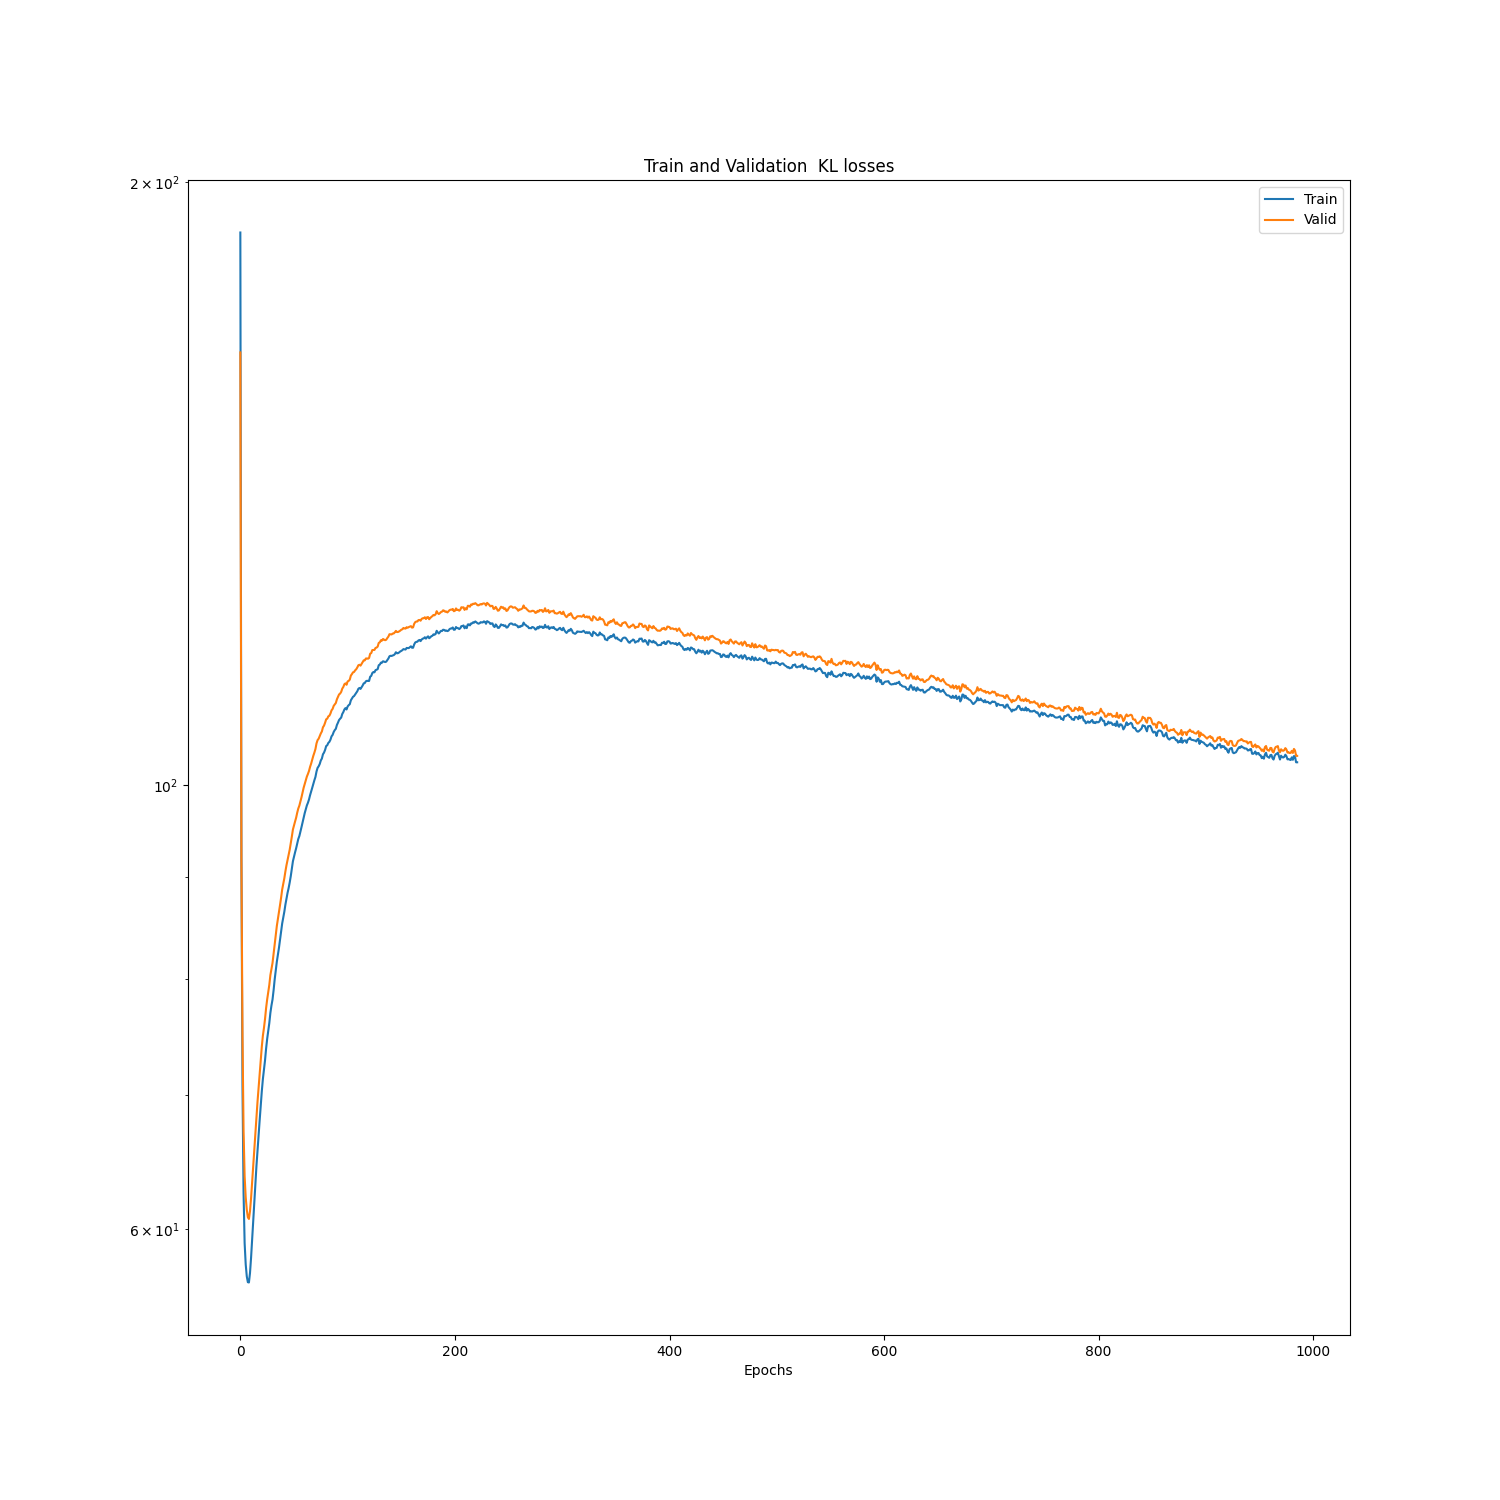 Train and Validation  KL losses
2 × 10²
Train
Valid
10²
6 × 10¹
0 200 400 600 800 1000
Epochs